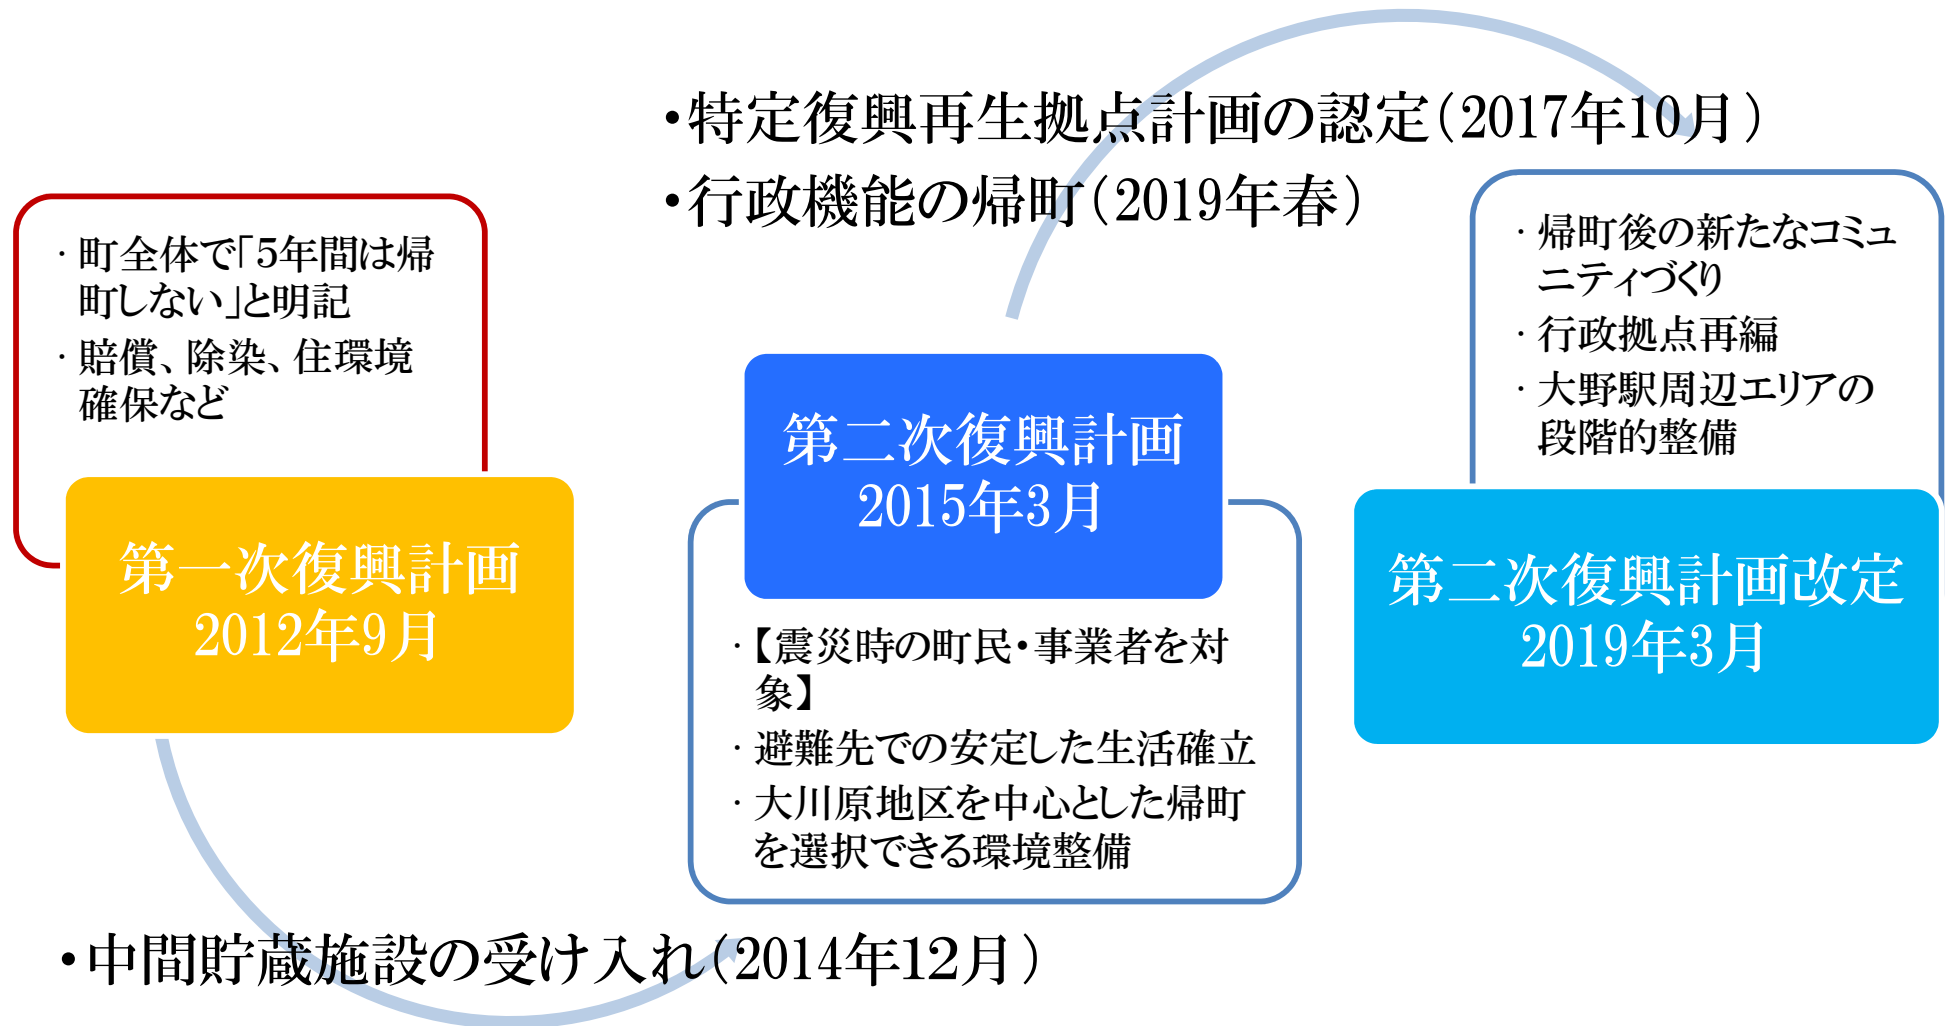 ・特定復興再生拠点計画の認定（2017年10月）
・行政機能の帰町（2019年春）
・町全体で「5年間は帰
町しない」と明記
・賠償、除染、住環境
確保など
第一次復興計画
2012年9月
・中間貯蔵施設の受け入れ（2014年12月）
第二次復興計画
2015年3月
・【震災時の町民・事業者を対
象】
・避難先での安定した生活確立
・大川原地区を中心とした帰町
を選択できる環境整備
・帰町後の新たなコミュ
ニティづくり
・行政拠点再編
・大野駅周辺エリアの
段階的整備
第二次復興計画改定
2019年3月